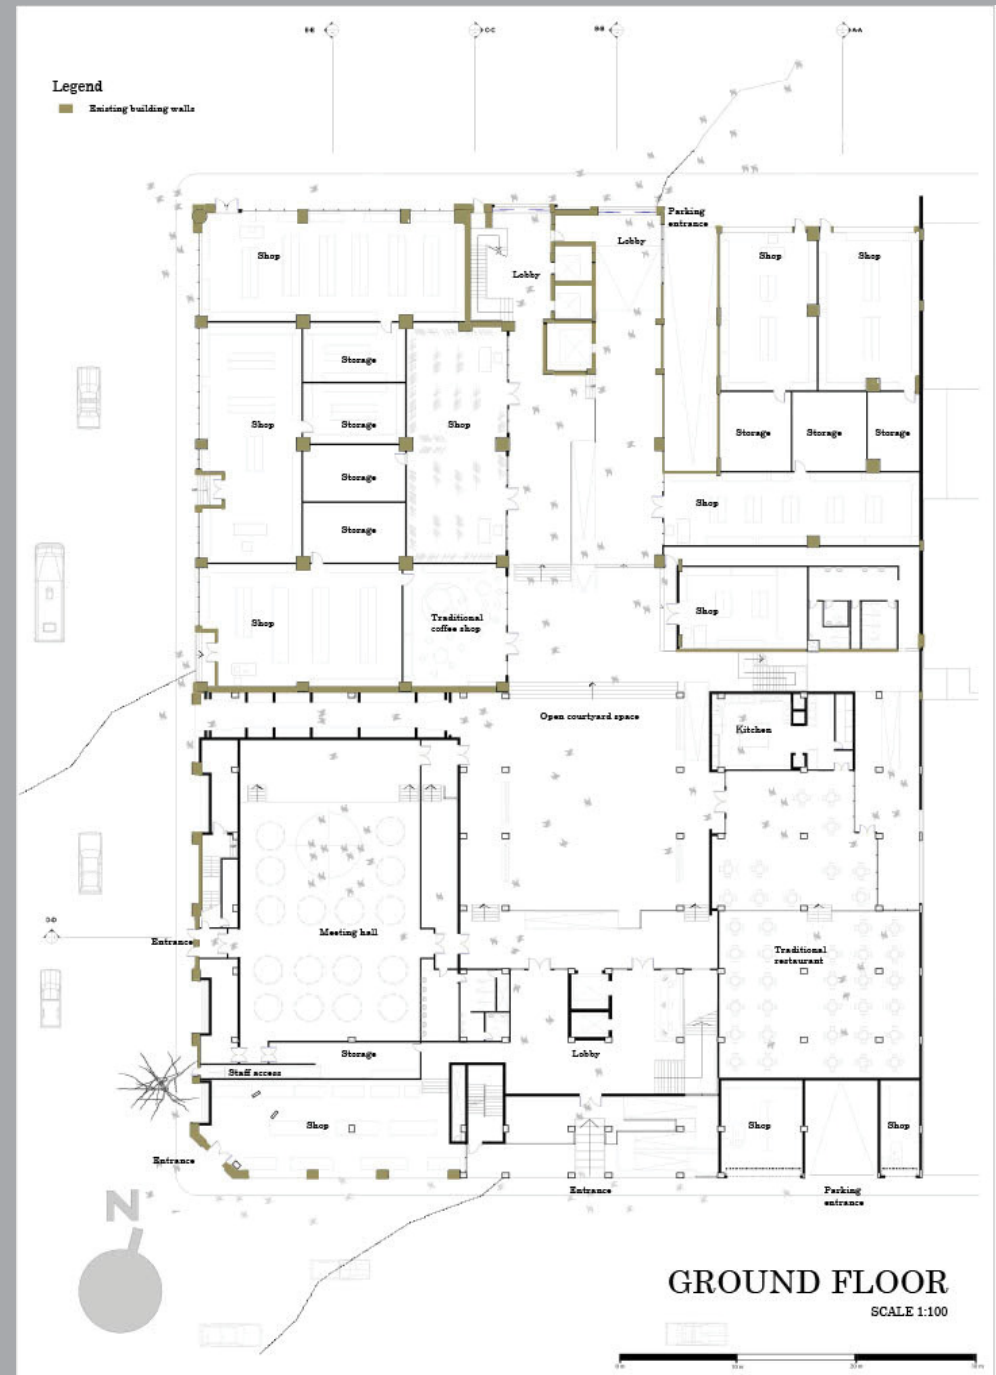 E-E
C-C
B-B
A-A
Legend
Existing building walls
Parking
entrance
Lobby
Shop
Shop
Shop
Lobby
Storage
Shop
Storage
Shop
Storage
Storage
Storage
Storage
Shop
Storage
Shop
Shop
Traditional
coffee shop
Open courtyard space
Kitchen
D-D
Entrance
Meeting hall
Traditional
restaurant
Storage
Lobby
Staff access
Shop
Shop
Shop
Entrance
Entrance
Parking
entrance
N
GROUND FLOOR
SCALE 1:100
0 m